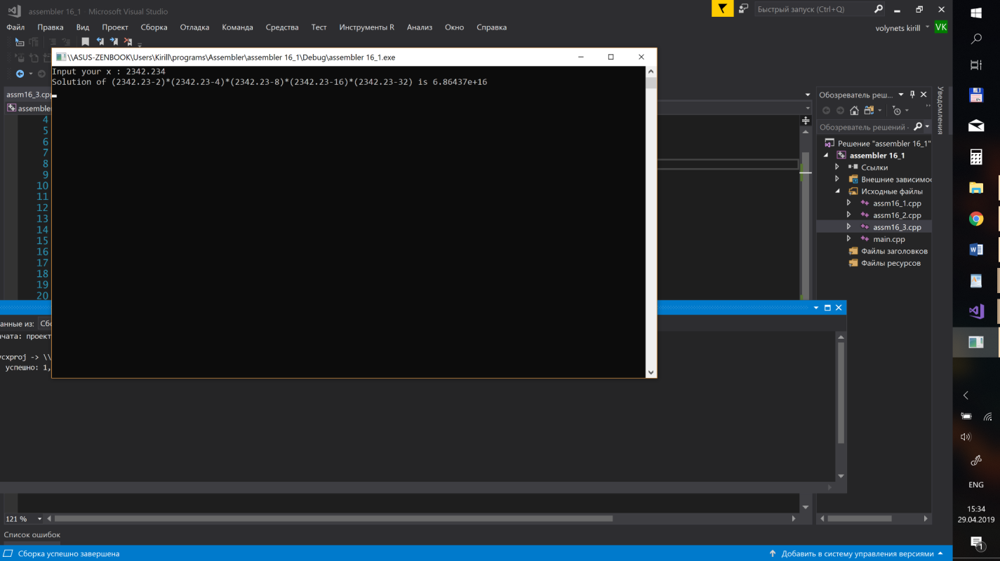 assembler 16_1 - Microsoft Visual Studio
Быстрый запуск (Ctrl+Q)
Файл Правка Вид Проект Сборка Отладка Команда Средства Тест Инструменты R Анализ Окно Справка
volynets kirill VK
\\ASUS-ZENBOOK\Users\Kirill\programs\Assembler\assembler 16_1\Debug\assembler 16_1.exe
Input your x : 2342.234
Solution of (2342.23-2)*(2342.23-4)*(2342.23-8)*(2342.23-16)*(2342.23-32) is 6.86437e+16
assm16_3.cpp
assemble
4
5
6
7
8
9
10
11
12
13
14
15
16
17
18
19
20
Обозреватель реш...
Уведомления
Обозреватель решений -
Решение "assembler 16_1"
assembler 16_1
Ссылки
Внешние зависимос
Исходные файлы
assm16_1.cpp
assm16_2.cpp
assm16_3.cpp
main.cpp
Файлы заголовков
Файлы ресурсов
анные из: Сбо
ачата: проект
vcxproj -> \\
успешно: 1,
121 %
Список ошибок
Сборка успешно завершена
Добавить в систему управления версиями
ENG
15:34
29.04.2019
1